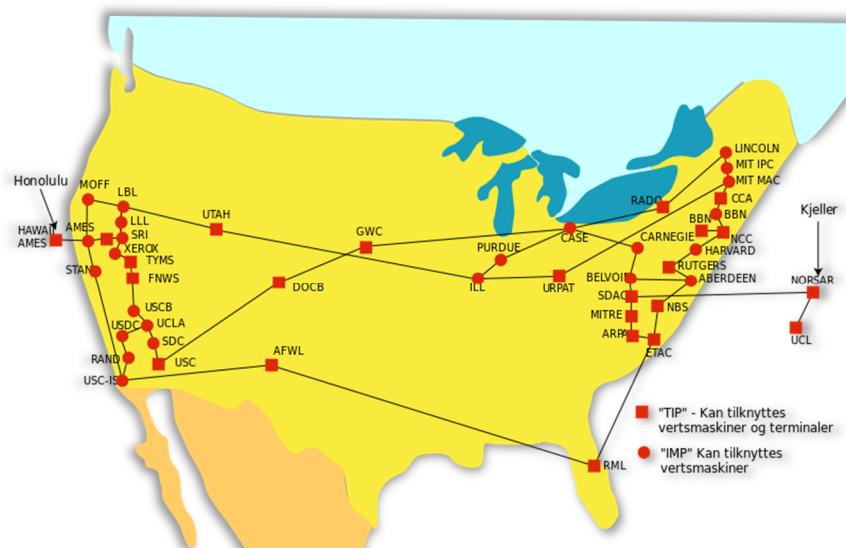 LINCOLN
MIT IPC
MIT MAC
Honolulu
MOFF
LBL
CCA
RADC
Kjeller
LLL
UTAH
BBN
BBN
HAWAII
AMES
AMES
SRI
GWC
CASE
CARNEGIE
NCC
XEROX
PURDUE
HARVARD
TYMS
RUTGERS
STAN
FNWS
DOCB
ILL
URPAT
BELVOIR
ABERDEEN
NORSAR
SDAC
USCB
NBS
MITRE
USDC
UCLA
ARPA
SDC
UCL
ETAC
RAND
USC
AFWL
USC-IS
"TIP" - Kan tilknyttes
vertsmaskiner og terminaler
"IMP" Kan tilknyttes
vertsmaskiner
RML